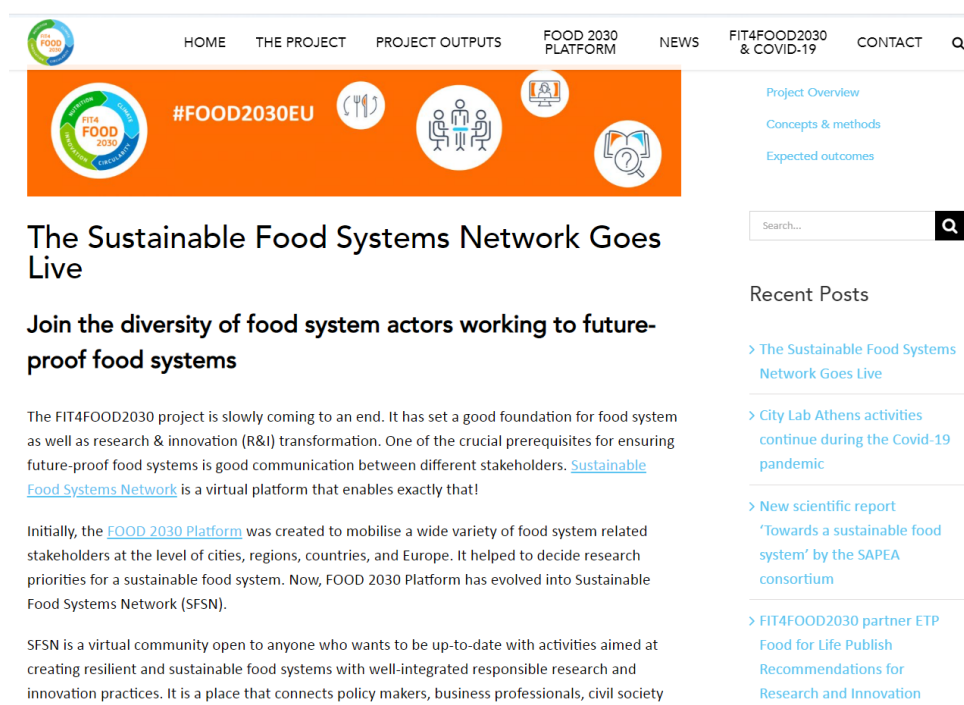 FIT4
FOOD
2030
HOME
THE PROJECT
PROJECT OUTPUTS
FOOD 2030
PLATFORM
NEWS
FIT4FOOD2030
& COVID-19
CONTACT
NUTRITION
CLIMATE
CIRCULARITY
INNOVATION
FIT4
FOOD
2030
#FOOD2030EU
The Sustainable Food Systems Network Goes
Live
Join the diversity of food system actors working to future-
proof food systems
The FIT4FOOD2030 project is slowly coming to an end. It has set a good foundation for food system
as well as research & innovation (R&I) transformation. One of the crucial prerequisites for ensuring
future-proof food systems is good communication between different stakeholders. Sustainable
Food Systems Network is a virtual platform that enables exactly that!
Initially, the FOOD 2030 Platform was created to mobilise a wide variety of food system related
stakeholders at the level of cities, regions, countries, and Europe. It helped to decide research
priorities for a sustainable food system. Now, FOOD 2030 Platform has evolved into Sustainable
Food Systems Network (SFSN).
SFSN is a virtual community open to anyone who wants to be up-to-date with activities aimed at
creating resilient and sustainable food systems with well-integrated responsible research and
innovation practices. It is a place that connects policy makers, business professionals, civil society
Project Overview
Concepts & methods
Expected outcomes
Search...
Recent Posts
The Sustainable Food Systems
Network Goes Live
City Lab Athens activities
continue during the Covid-19
pandemic
New scientific report
‘Towards a sustainable food
system’ by the SAPEA
consortium
FIT4FOOD2030 partner ETP
Food for Life Publish
Recommendations for
Research and Innovation